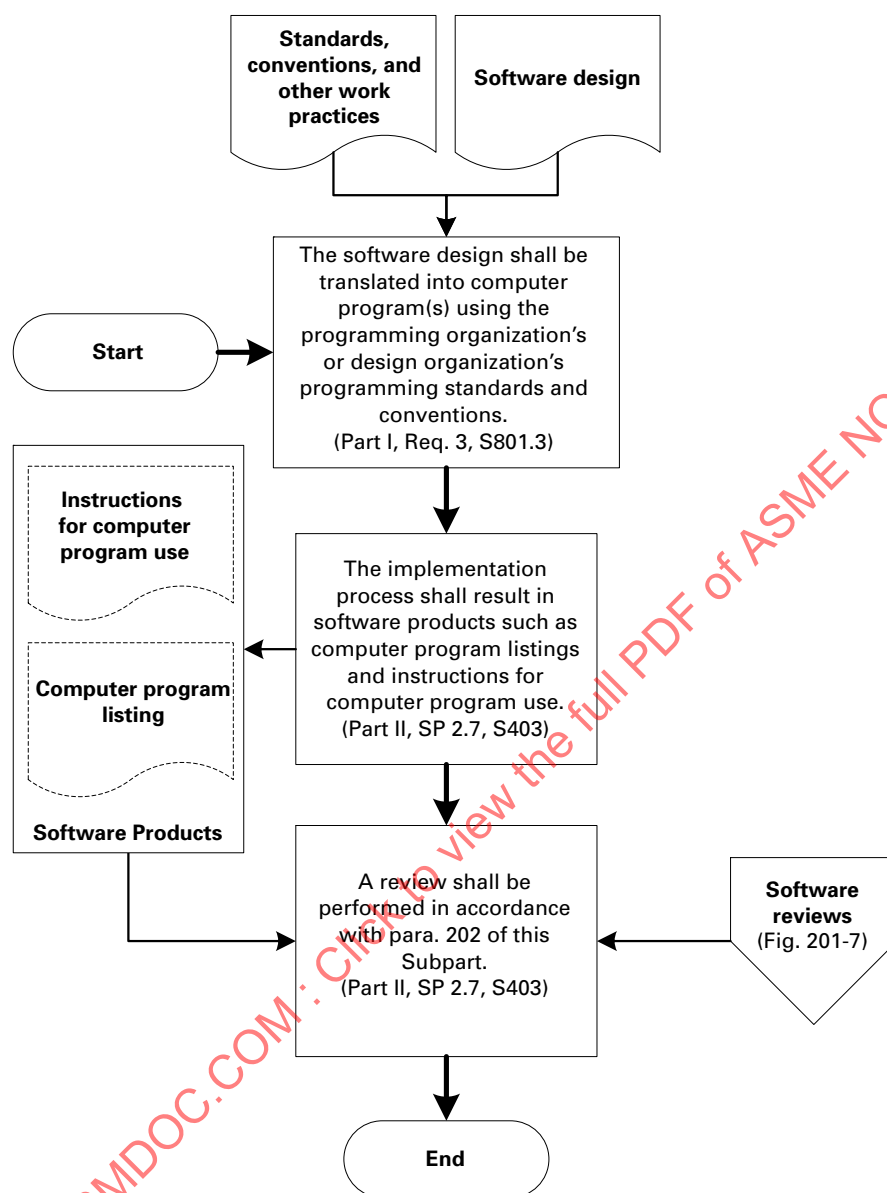 Standards,
conventions, and
other work
practices
Software design
The software design shall be
translated into computer
program(s) using the
programming organization's
or design organization's
programming standards and
conventions.
(Part I, Req. 3, S801.3)
Start
Instructions
for computer
program use
The implementation
process shall result in
software products such as
computer program listings
and instructions for
computer program use.
(Part II, SP 2.7, S403)
Computer program
listing
Software Products
A review shall be
performed in accordance
with para. 202 of this
Subpart.
(Part II, SP 2.7, S403)
Software
reviews
(Fig. 201-7)
End
MDOC.COM : Click to view the full PDF of ASME